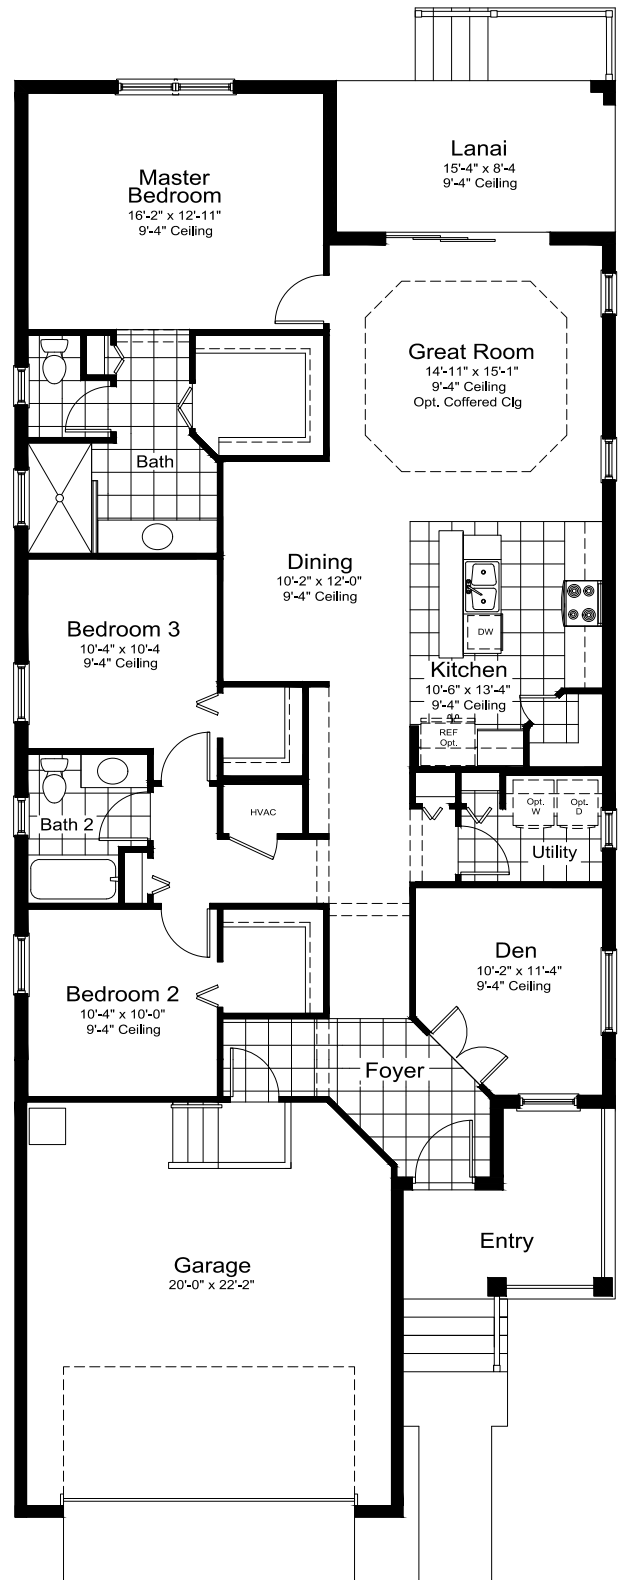 Lanai
15'-4" x 8'-4
9'-4" Ceiling
Master
Bedroom
16'-2" x 12'-11"
9'-4" Ceiling
Great Room
14'-11" x 15'-1"
9'-4" Ceiling
Opt. Coffered Clg
Bath
Dining
10'-2" x 12'-0"
9'-4" Ceiling
Bedroom 3
10'-4" x 10'-4
9'-4" Ceiling
DW
Kitchen
10'-6" x 13'-4"
9'-4" Ceiling
REF
Opt.
HVAC
Opt.
W
Opt.
D
Bath 2
Utility
Den
10'-2" x 11'-4"
9'-4" Ceiling
Bedroom 2
10'-4" x 10'-0"
9'-4" Ceiling
Foyer
Entry
Garage
20'-0" x 22'-2"